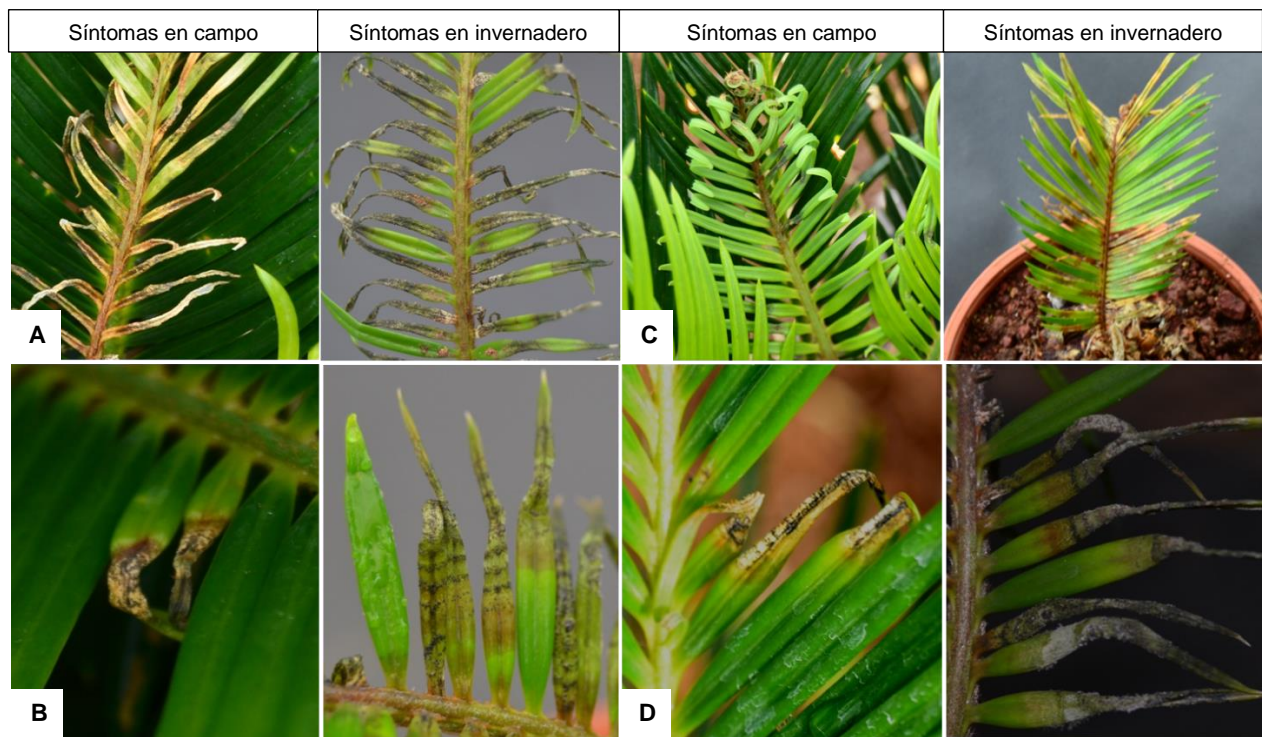 Síntomas en campo
Síntomas en invernadero
Síntomas en campo
Síntomas en invernadero
A
C
B
D